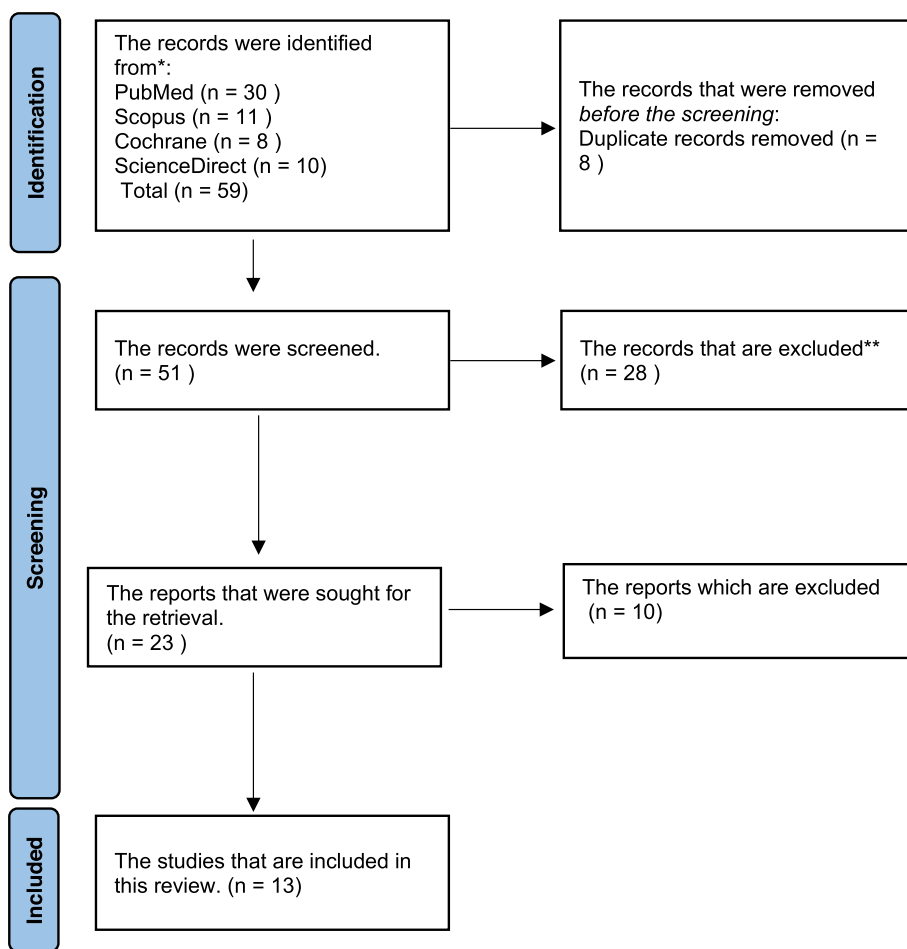 Identification
The records were identified
from*:
PubMed (n = 30 )
Scopus (n = 11 )
Cochrane (n = 8 )
ScienceDirect (n = 10)
Total (n = 59)
The records that were removed
before the screening:
Duplicate records removed (n =
8 )
Screening
The records were screened.
(n = 51 )
The records that are excluded**
(n = 28 )
The reports that were sought for
the retrieval.
(n = 23 )
The reports which are excluded
(n = 10)
Included
The studies that are included in
this review. (n = 13)